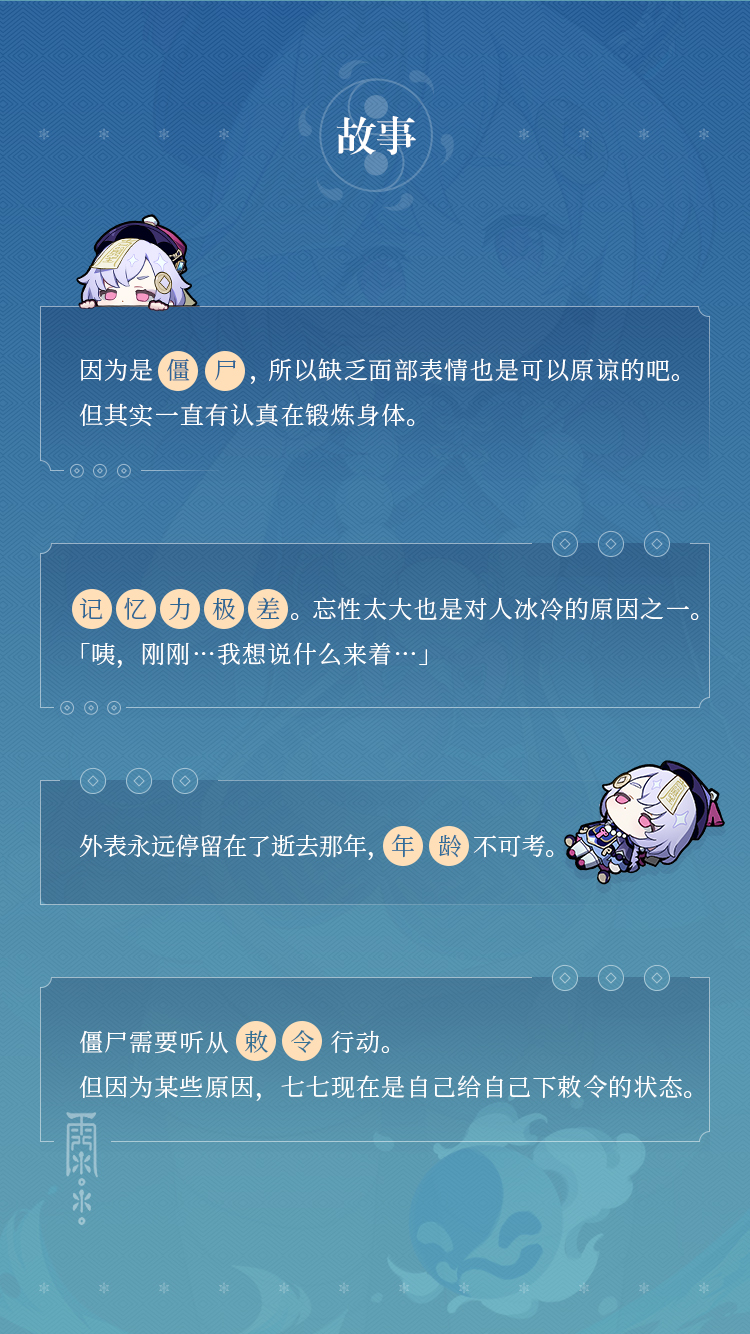 故事
因为是僵尸，所以缺乏面部表情也是可以原谅的吧。
但其实一直有认真在锻炼身体。
记忆力极差。忘性太大也是对人冰冷的原因之一。
「咦，刚刚…我想说什么来着…」
外表永远停留在了逝去那年，年龄不可考。
僵尸需要听从敕令行动。
但因为某些原因，七七现在是自己给自己下敕令的状态。